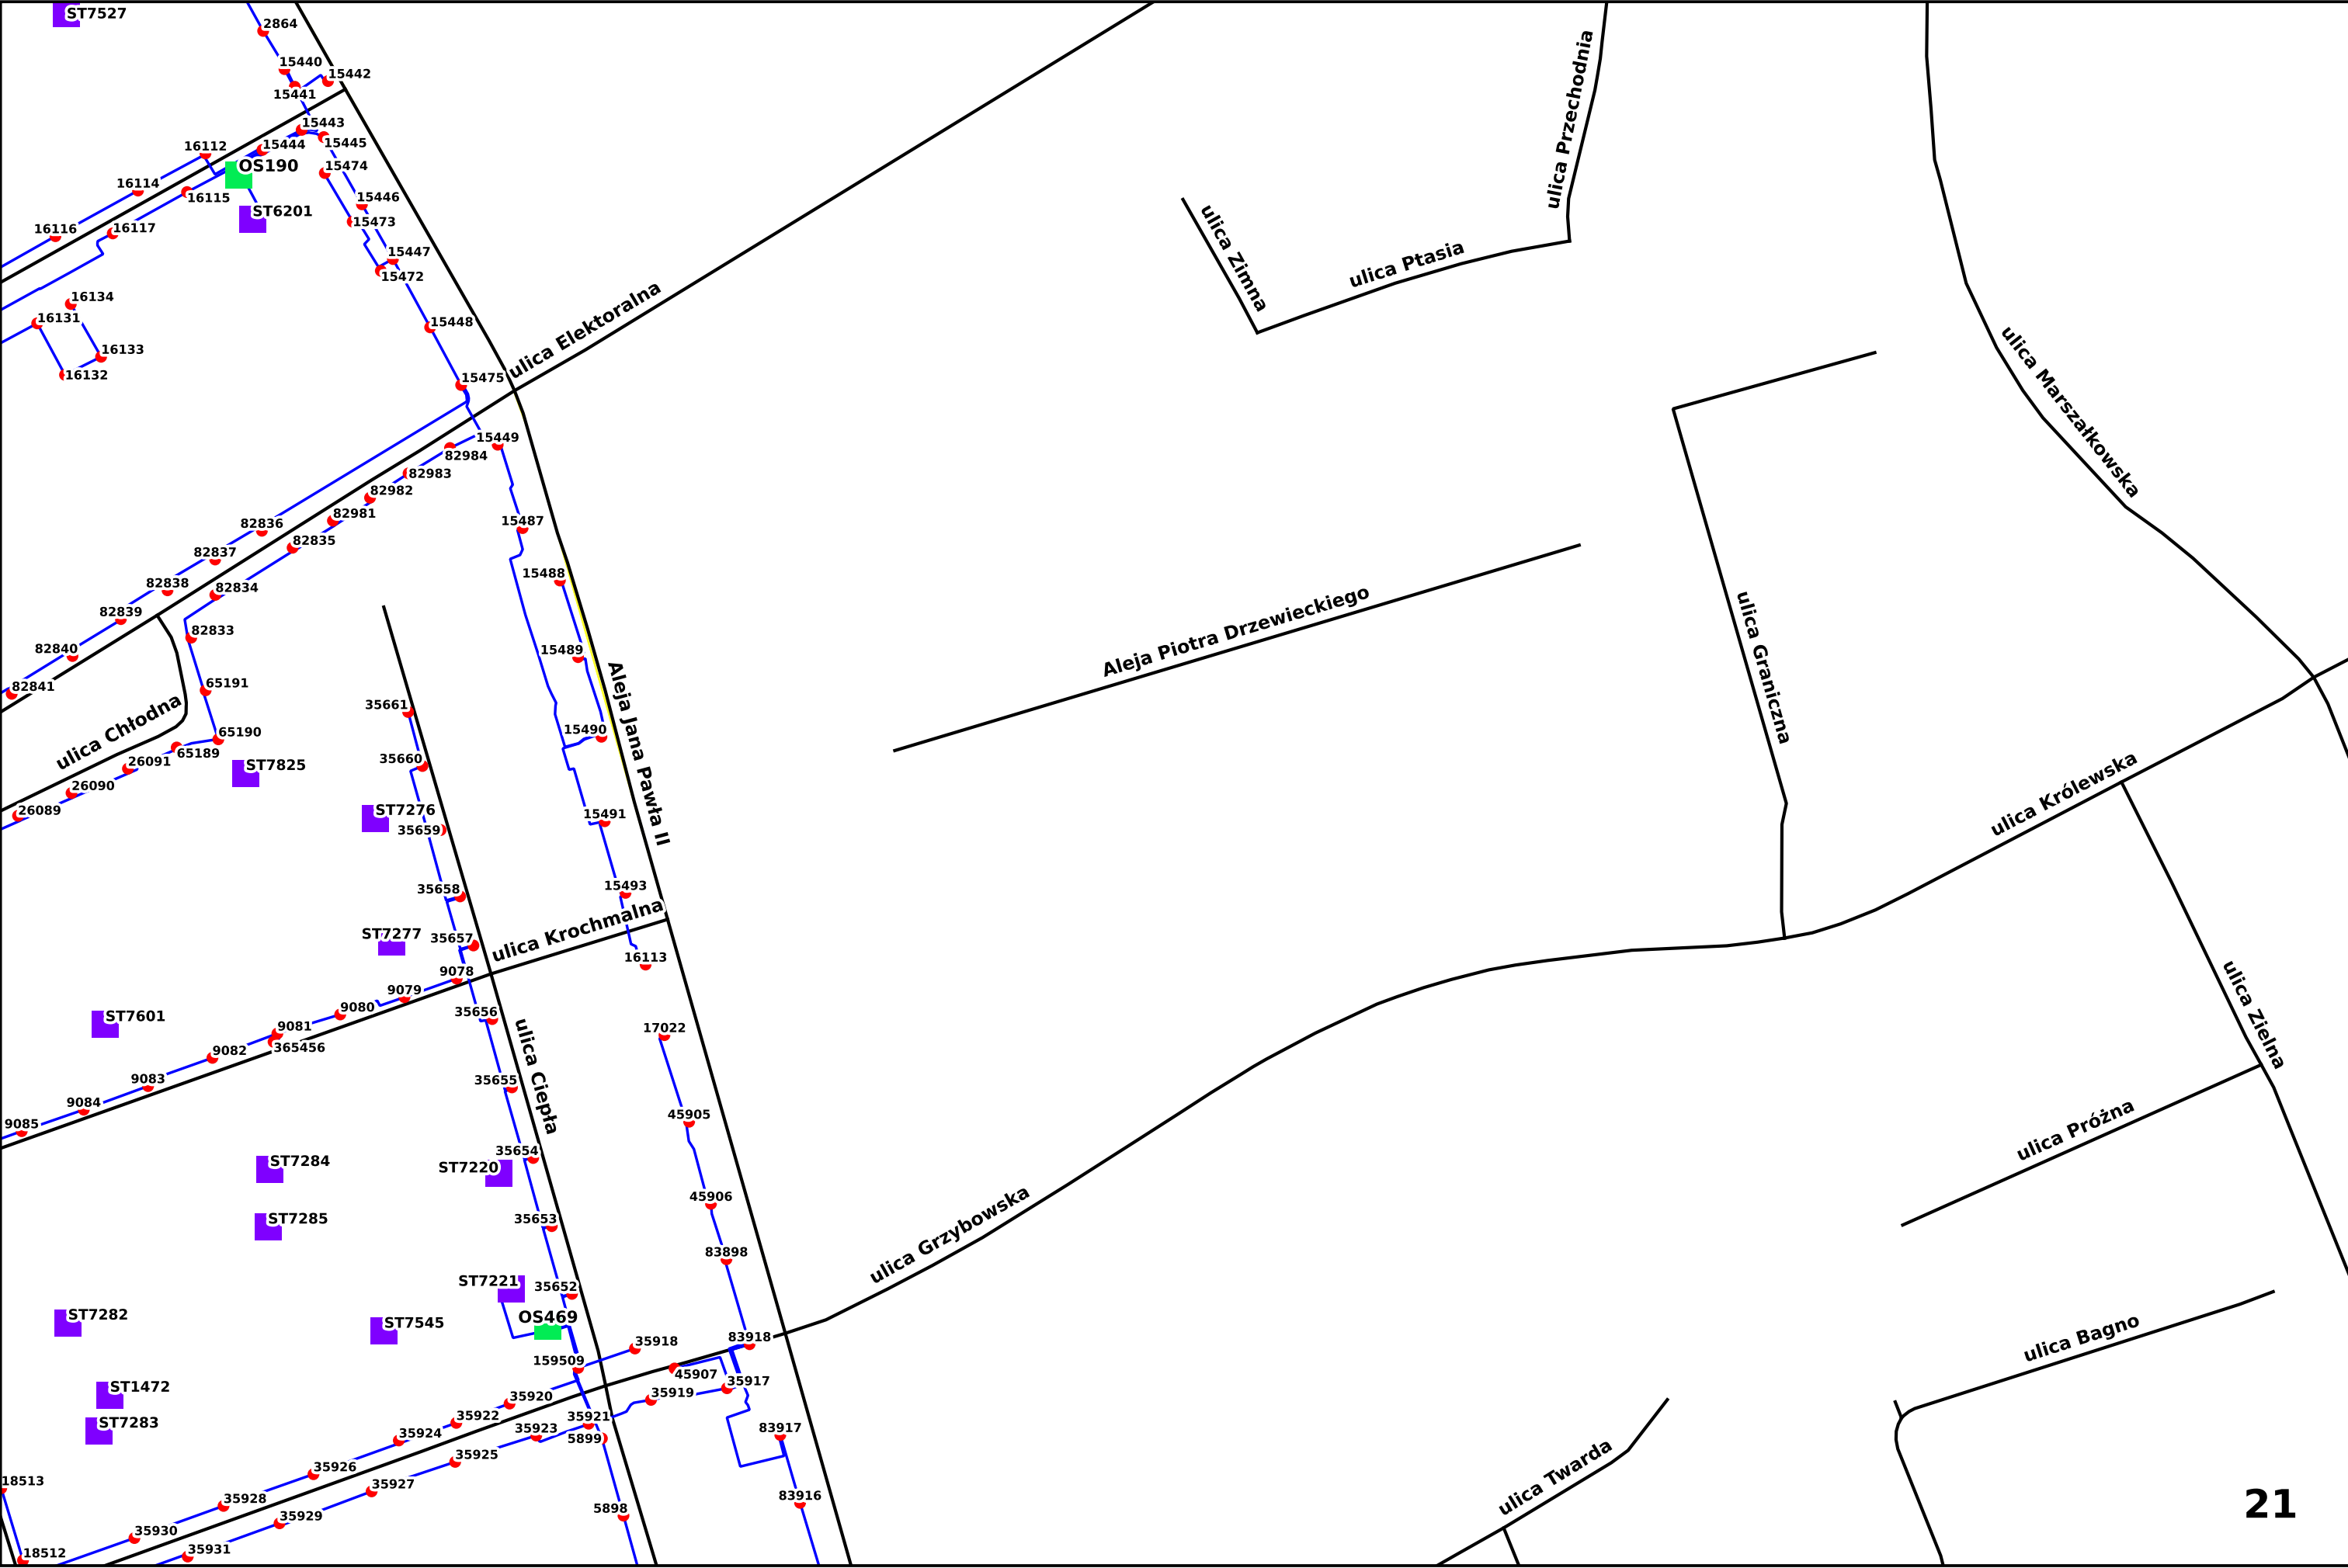 ST7527
2864
15440
15442
15441
15443
15444
15445
16112
OS190
15474
16114
16115
15446
ST6201
15473
16116
16117
15447
15472
16134
16131
15448
16133
16132
15475
ulica Elektoralna
ulica Zimna
ulica Ptasia
ulica Przechodnia
ulica Marszałkowska
15449
82984
82983
82982
82981
82836
82835
15487
82837
82838
82834
15488
82839
82833
15489
82840
65191
82841
ulica Chłodna
65190
65189
15490
26091
ST7825
26090
26089
35661
35660
Aleja Jana Pawła II
Aleja Piotra Drzewieckiego
ulica Graniczna
ulica Królewska
ST7276
35659
15491
35658
15493
ST7277
35657
ulica Krochmalna
16113
9078
9079
9080
35656
ST7601
9081
365456
17022
9082
ulica Ciepła
9083
35655
9084
9085
45905
ST7284
ST7220
35654
45906
ST7285
35653
83898
ulica Grzybowska
ulica Zielna
ulica Próżna
ulica Bagno
ST7221
35652
ST7282
OS469
ST7545
83918
35918
159509
45907
35917
ST1472
35920
35919
ST7283
35922
35921
35924
35923
5899
83917
35925
35926
18513
35927
35928
83916
5898
35929
35930
35931
18512
ulica Twarda
21